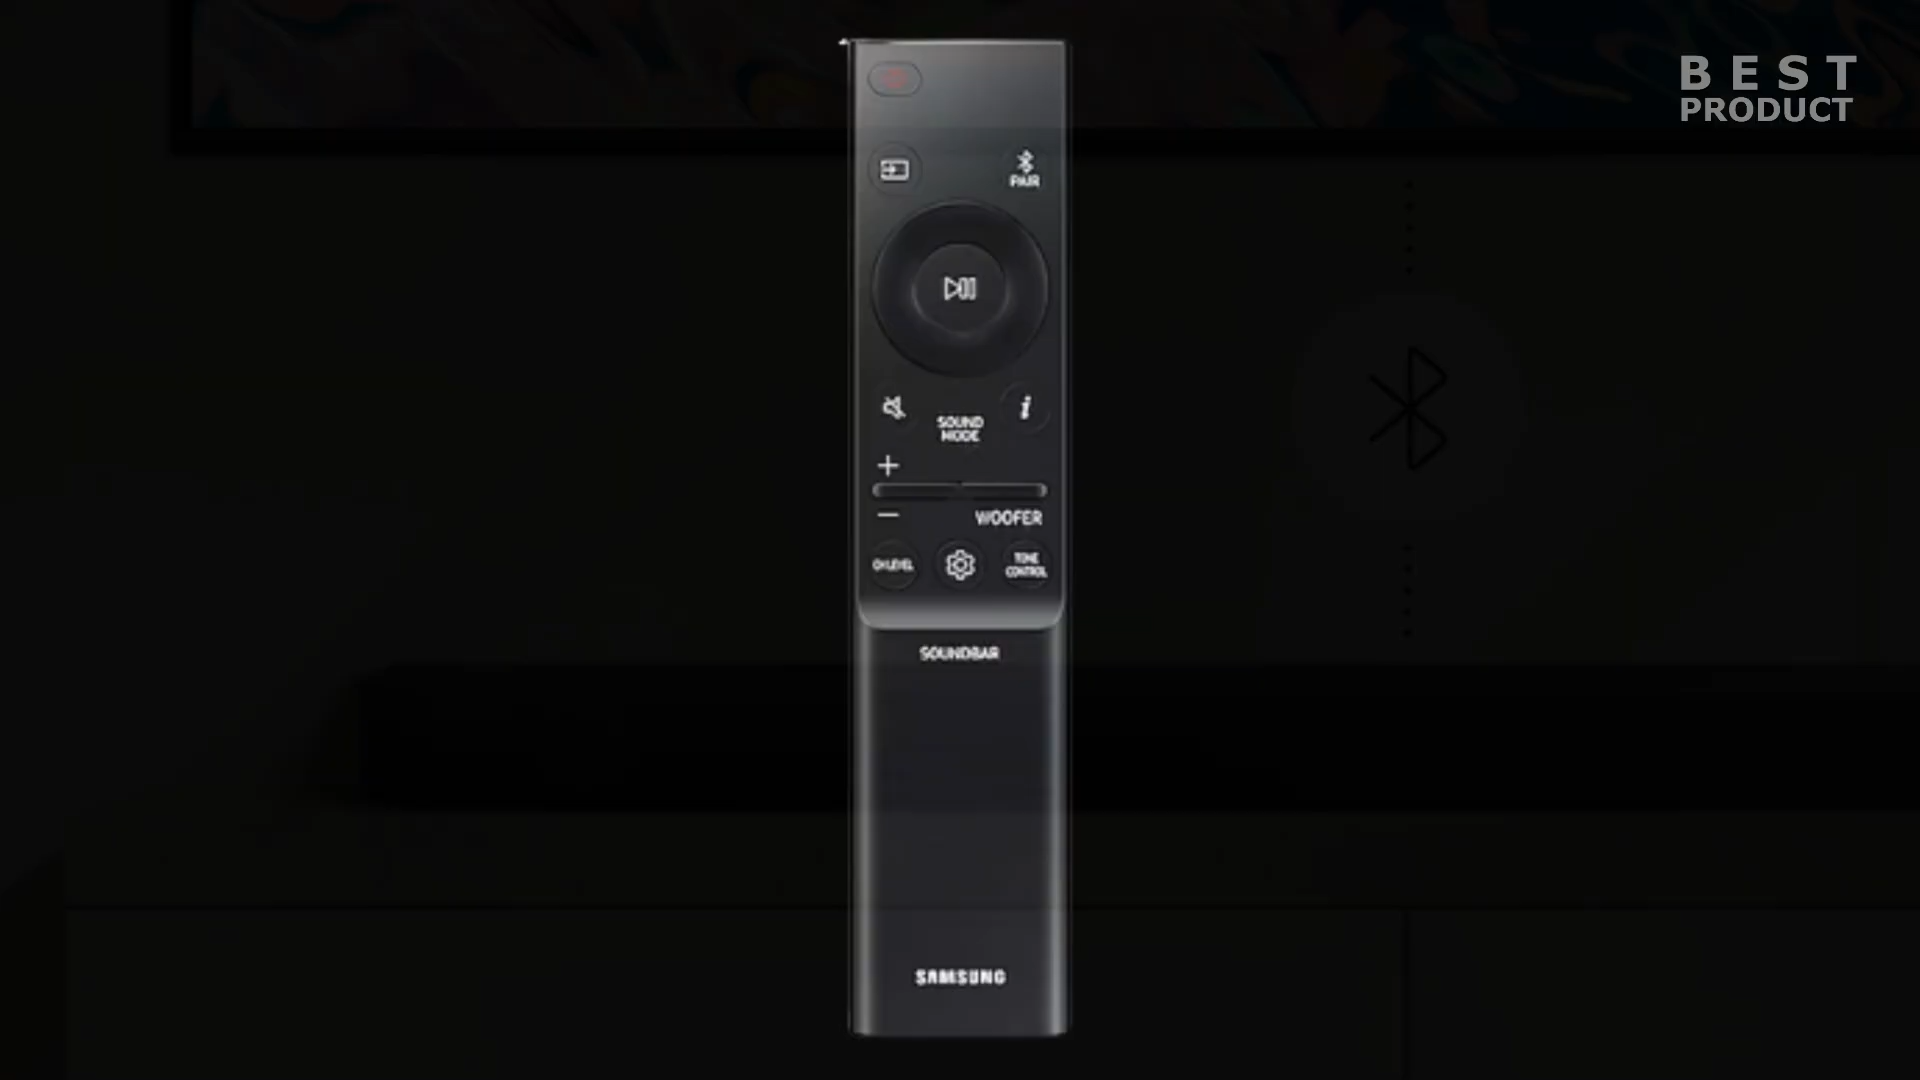 BEST
PRODUCT
PAIR
i
SOUND
MODE
+
−
WOOFER
CH LEVEL
TONE
CONTROL
SOUNDBAR
SAMSUNG